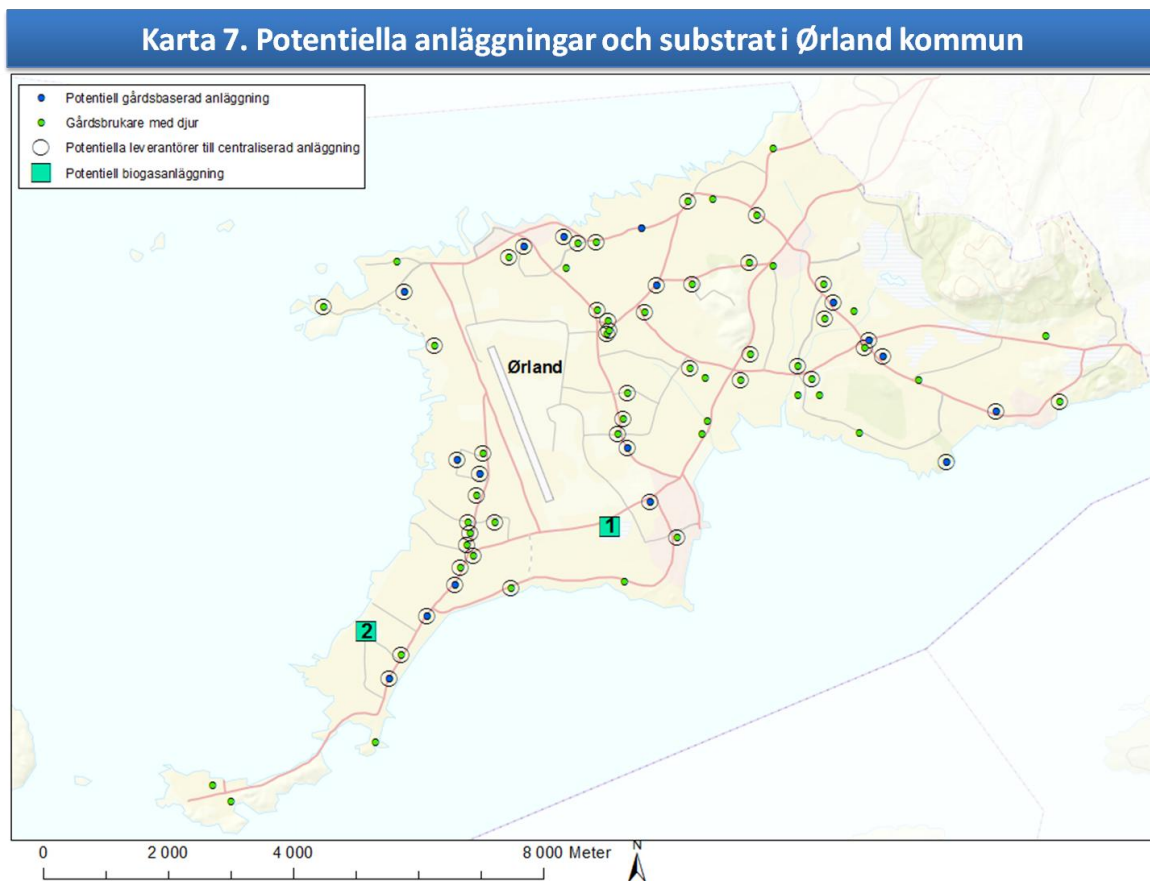 Karta 7. Potentiella anläggningar och substrat i Ørland kommun
Potentiell gårdsbaserad anläggning
Gårdsbrukare med djur
Potentiella leverantörer till centraliserad anläggning
Potentiell biogasanläggning
Ørland
1
2
0 2 000 4 000 8 000 Meter
N